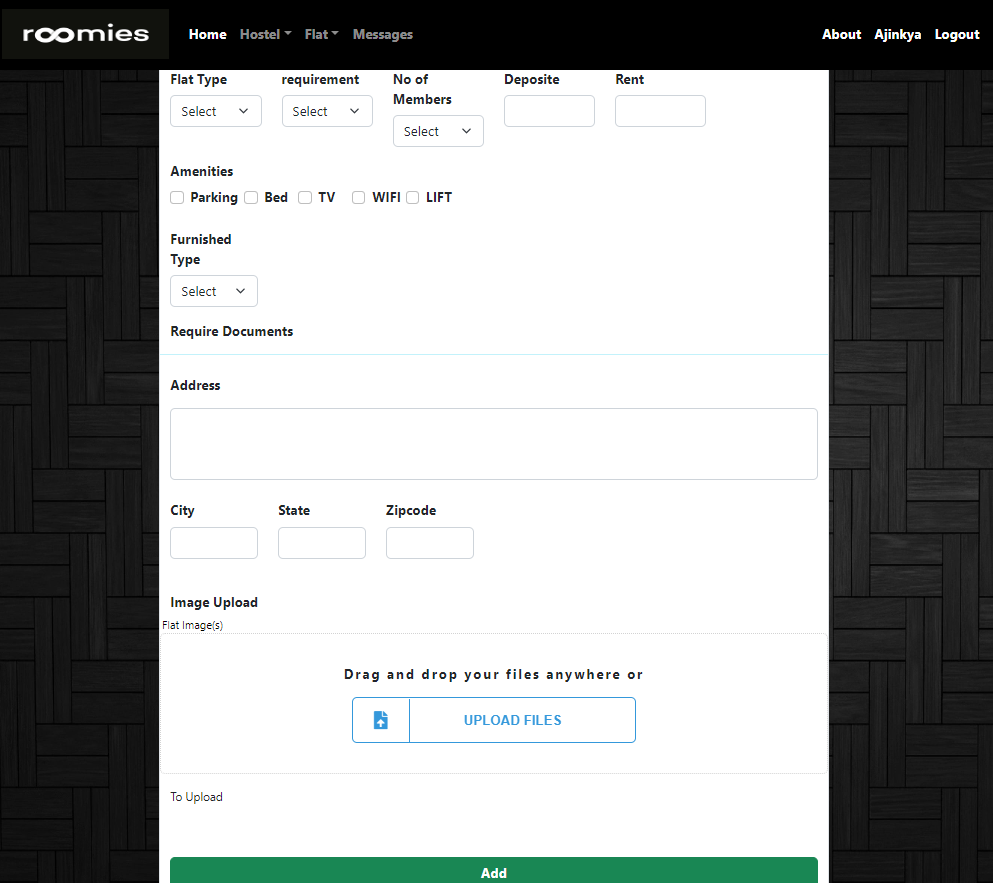 roomies Home Hostel Flat Messages About Ajinkya Logout
Flat Type requirement No of Members Deposite Rent
Select Select Select
Amenities
Parking Bed TV WIFI LIFT
Furnished
Type
Select
Require Documents
Address
City State Zipcode
Image Upload
Flat Image(s)
Drag and drop your files anywhere or
UPLOAD FILES
To Upload
Add